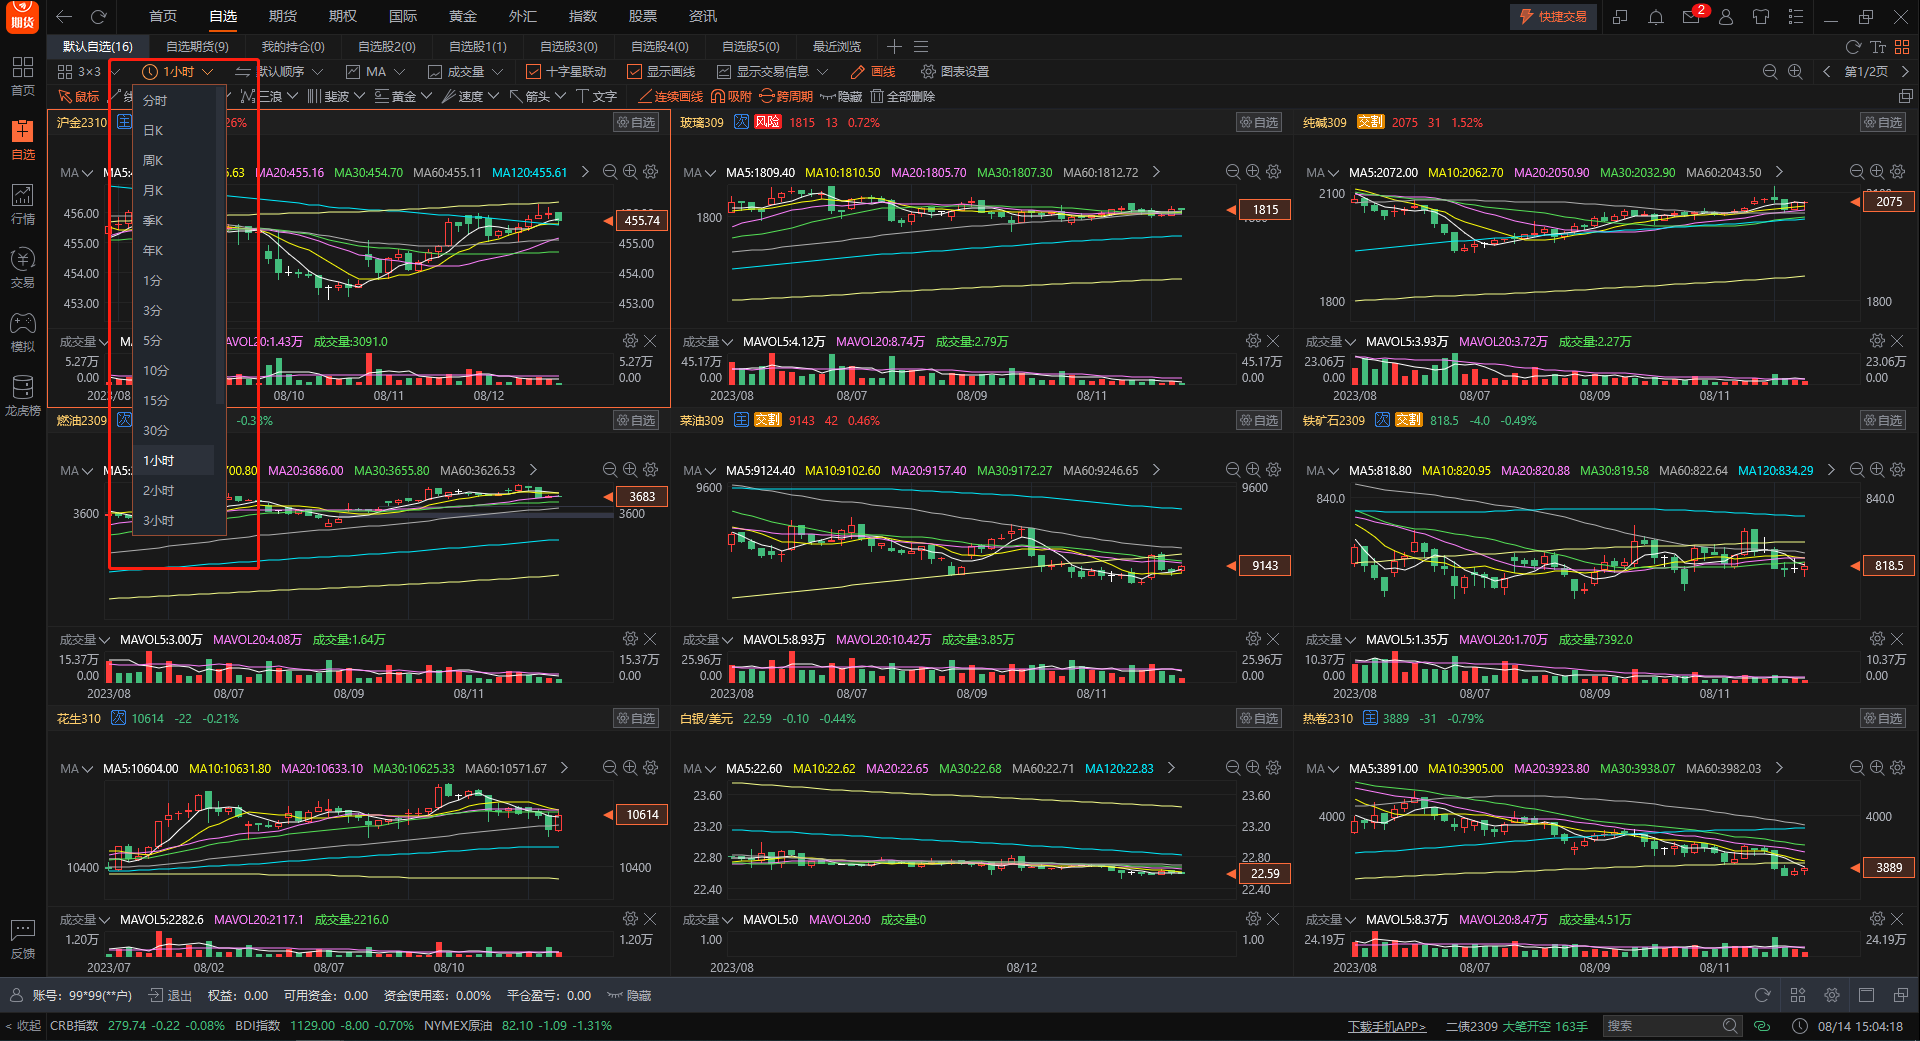 期货 首页 自选 期货 期权 国际 黄金 外汇 指数 股票 资讯 快捷交易 2
默认自选(16) 自选期货(9) 我的持仓(0) 自选股2(0) 自选股1(1) 自选股3(0) 自选股4(0) 自选股5(0) 最近浏览
3×3 1小时 默认顺序 MA 成交量 十字星联动 显示画线 显示交易信息 画线 图表设置 第1/2页
鼠标 线 三浪 斐波 黄金 速度 箭头 文字 连续画线 吸附 跨周期 隐藏 全部删除
首页
自选
行情
交易
模拟
龙虎榜
反馈
分时
日K
周K
月K
季K
年K
1分
3分
5分
10分
15分
30分
1小时
2小时
3小时
沪金2310 主 26% 自选
MA MA5:4 5.63 MA20:455.16 MA30:454.70 MA60:455.11 MA120:455.61
456.00 455.74
455.00 455.00
454.00 454.00
453.00 453.00
成交量 MA AVOL20:1.43万 成交量:3091.0
5.27万 5.27万
0.00 0.00
08/10 08/11 08/12
玻璃309 次 风险 1815 13 0.72% 自选
MA MA5:1809.40 MA10:1810.50 MA20:1805.70 MA30:1807.30 MA60:1812.72
1800 1815
成交量 MAVOL5:4.12万 MAVOL20:8.74万 成交量:2.79万
45.17万 45.17万
0.00 0.00
2023/08 08/07 08/09 08/11
纯碱309 交割 2075 31 1.52% 自选
MA MA5:2072.00 MA10:2062.70 MA20:2050.90 MA30:2032.90 MA60:2043.50
2100 2100
2075
1800 1800
成交量 MAVOL5:3.93万 MAVOL20:3.72万 成交量:2.27万
23.06万 23.06万
0.00 0.00
2023/08 08/07 08/09 08/11
燃油2309 次 -0.38% 自选
MA MA5: 700.80 MA20:3686.00 MA30:3655.80 MA60:3626.53
3683
3600 3600
成交量 MAVOL5:3.00万 MAVOL20:4.08万 成交量:1.64万
15.37万 15.37万
0.00 0.00
2023/08 08/07 08/09 08/11
菜油309 主 交割 9143 42 0.46% 自选
MA MA5:9124.40 MA10:9102.60 MA20:9157.40 MA30:9172.27 MA60:9246.65
9600 9600
9143
成交量 MAVOL5:8.93万 MAVOL20:10.42万 成交量:3.85万
25.96万 25.96万
0.00 0.00
2023/08 08/07 08/09 08/11
铁矿石2309 次 交割 818.5 -4.0 -0.49% 自选
MA MA5:818.80 MA10:820.95 MA20:820.88 MA30:819.58 MA60:822.64 MA120:834.29
840.0 840.0
818.5
成交量 MAVOL5:1.35万 MAVOL20:1.70万 成交量:7392.0
10.37万 10.37万
0.00 0.00
2023/08 08/07 08/09 08/11
花生310 次 10614 -22 -0.21% 自选
MA MA5:10604.00 MA10:10631.80 MA20:10633.10 MA30:10625.33 MA60:10571.67
10614
10400 10400
成交量 MAVOL5:2282.6 MAVOL20:2117.1 成交量:2216.0
1.20万 1.20万
2023/07 08/02 08/07 08/10
白银/美元 22.59 -0.10 -0.44% 自选
MA MA5:22.60 MA10:22.62 MA20:22.65 MA30:22.68 MA60:22.71 MA120:22.83
23.60 23.60
23.20 23.20
22.80 22.80
22.59
22.40 22.40
成交量 MAVOL5:0 MAVOL20:0 成交量:0
1.00 1.00
2023/08 08/12
热卷2310 主 3889 -31 -0.79% 自选
MA MA5:3891.00 MA10:3905.00 MA20:3923.80 MA30:3938.07 MA60:3982.03
4000 4000
3889
成交量 MAVOL5:8.37万 MAVOL20:8.47万 成交量:4.51万
24.19万 24.19万
2023/08 08/07 08/09 08/11
账号: 99*99(**户) 退出 权益: 0.00 可用资金: 0.00 资金使用率: 0.00% 平仓盈亏: 0.00 隐藏
< 收起 CRB指数 279.74 -0.22 -0.08% BDI指数 1129.00 -8.00 -0.70% NYMEX原油 82.10 -1.09 -1.31% 下载手机APP> 二债2309 大笔开空 163手 搜索 08/14 15:04:18